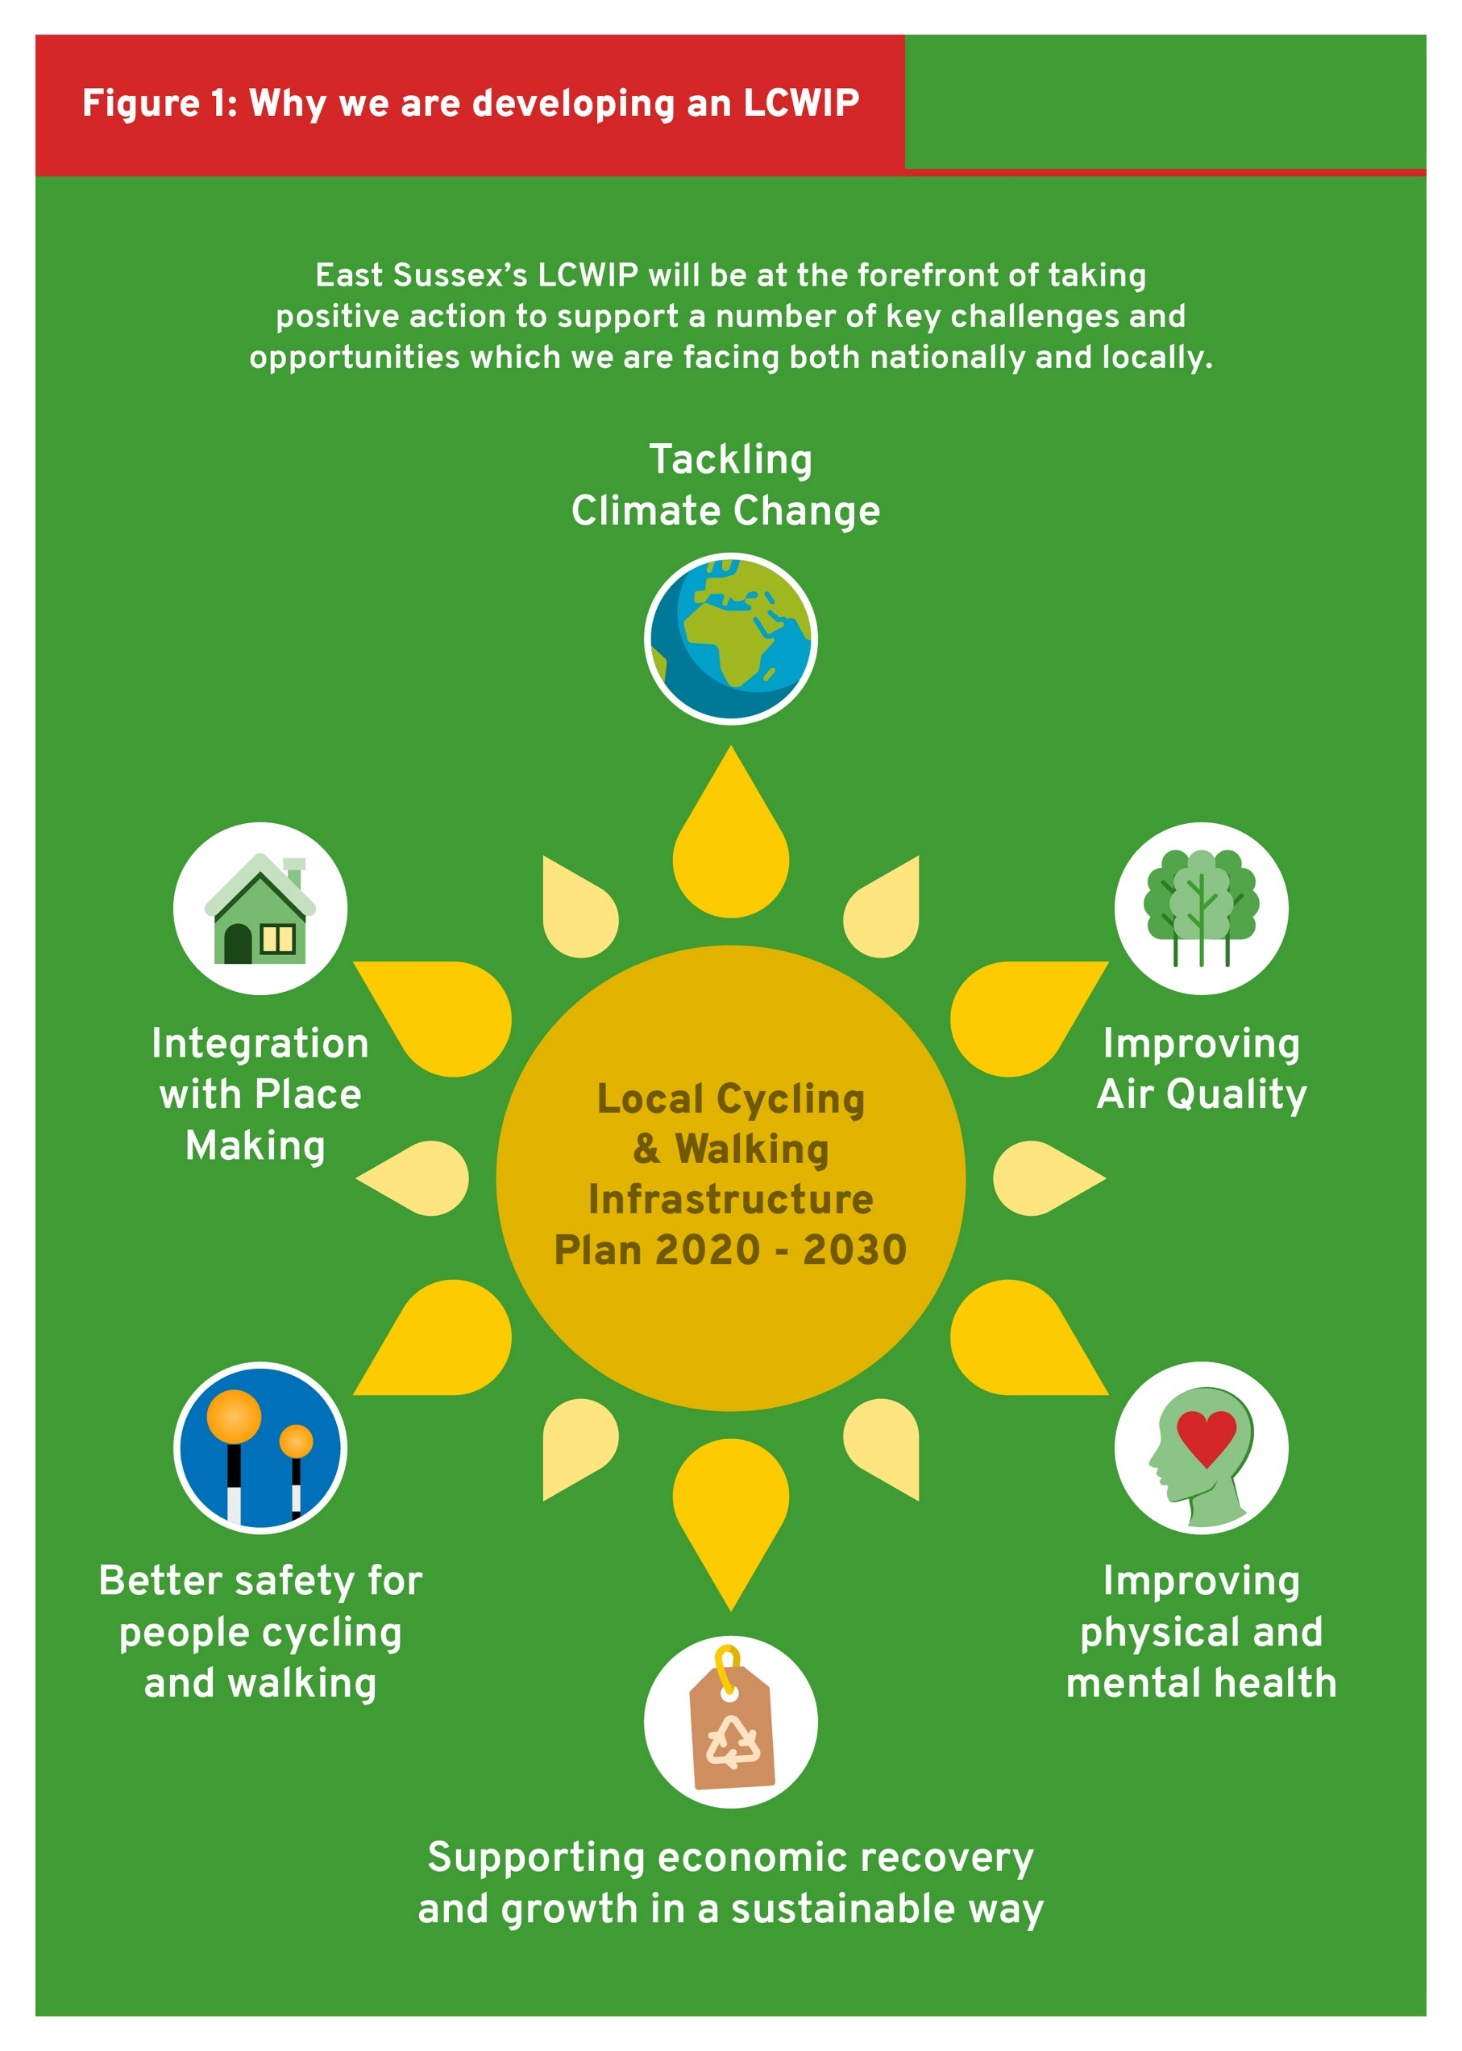 Figure 1: Why we are developing an LCWIP
East Sussex's LCWIP will be at the forefront of taking
positive action to support a number of key challenges and
opportunities which we are facing both nationally and locally.
Tackling
Climate Change
Improving
Air Quality
Improving
physical and
mental health
Supporting economic recovery
and growth in a sustainable way
Better safety for
people cycling
and walking
Integration
with Place
Making
Local Cycling
& Walking
Infrastructure
Plan 2020 - 2030